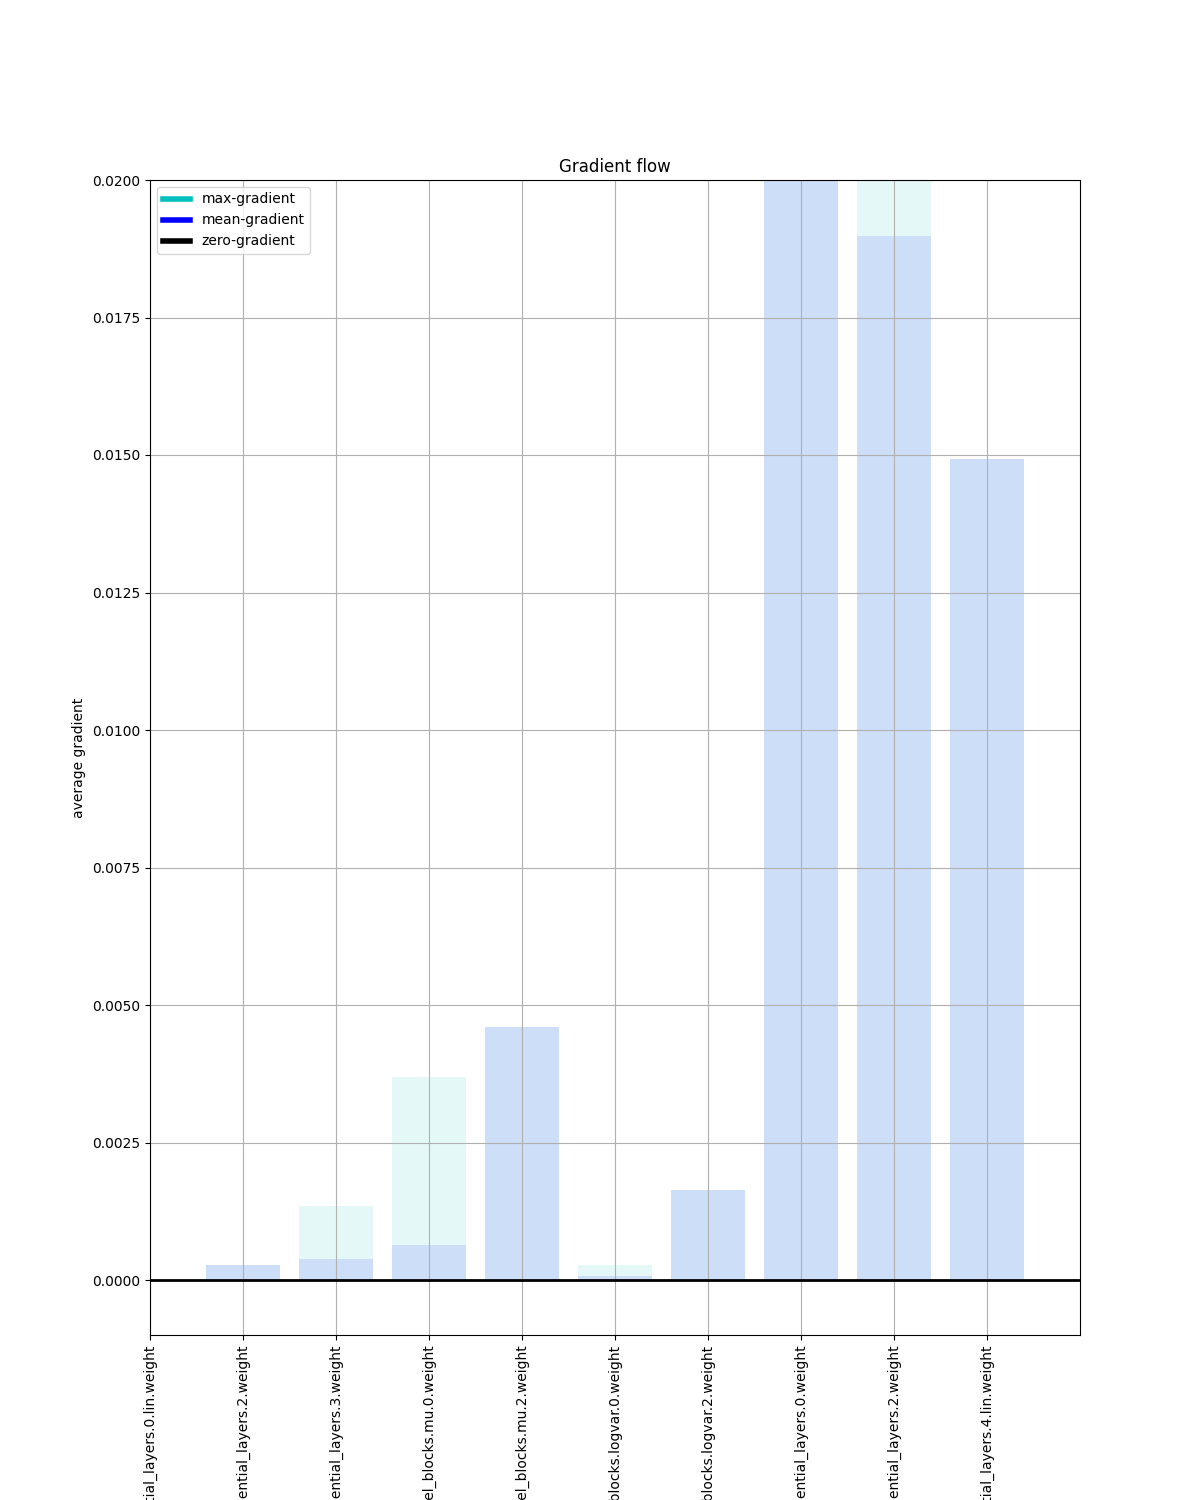 Gradient flow
max-gradient
mean-gradient
zero-gradient
0.0200
0.0175
0.0150
0.0125
0.0100
0.0075
0.0050
0.0025
0.0000
average gradient
tial_layers.0.lin.weight
ential_layers.2.weight
ential_layers.3.weight
el_blocks.mu.0.weight
el_blocks.mu.2.weight
blocks.logvar.0.weight
blocks.logvar.2.weight
ential_layers.0.weight
ential_layers.2.weight
tial_layers.4.lin.weight